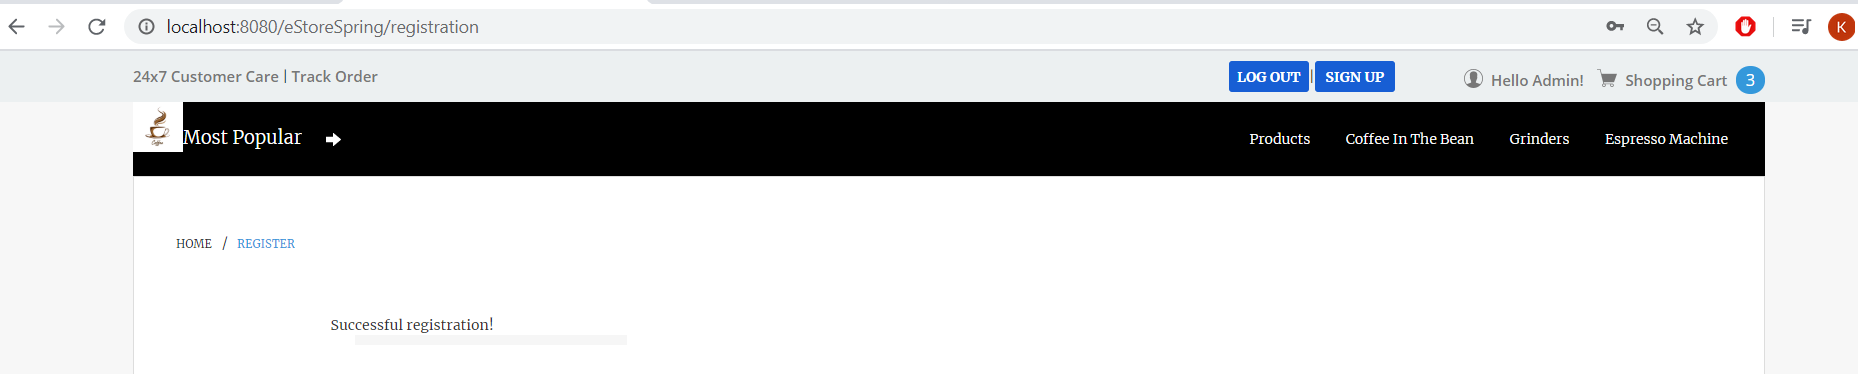 localhost:8080/eStoreSpring/registration
K
24x7 Customer Care | Track Order
LOG OUT | SIGN UP
Hello Admin! Shopping Cart 3
Coffee
Most Popular
Products Coffee In The Bean Grinders Espresso Machine
HOME / REGISTER
Successful registration!